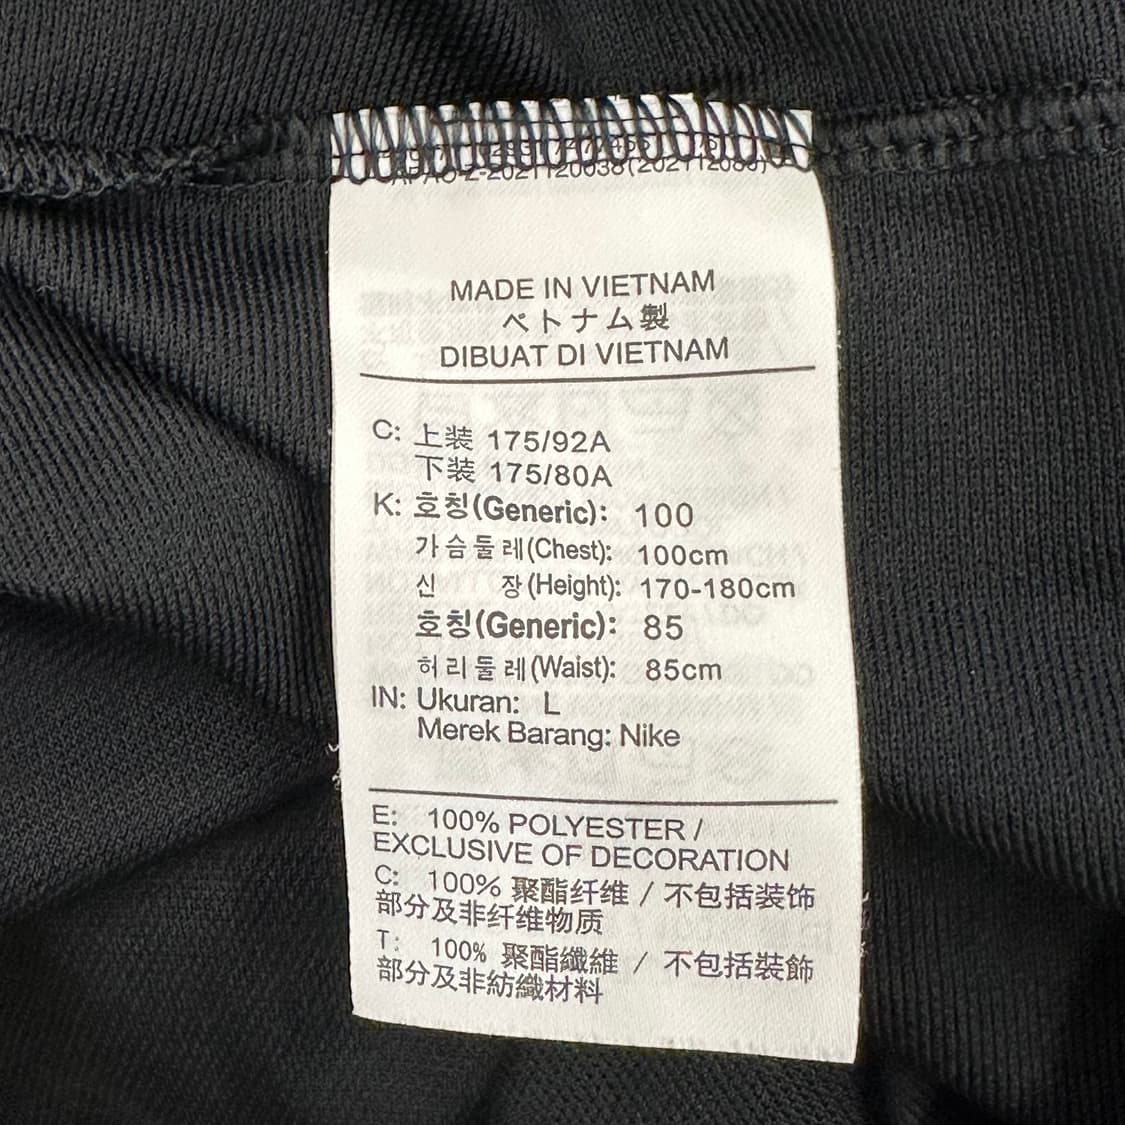 APAO-Z-2021120038(202112080)
MADE IN VIETNAM
ベトナム製
DIBUAT DI VIETNAM
C: 上装 175/92A
下装 175/80A
K: 호칭(Generic): 100
가슴둘레(Chest): 100cm
신 장(Height): 170-180cm
호칭(Generic): 85
허리둘레(Waist): 85cm
IN: Ukuran: L
Merek Barang: Nike
E: 100% POLYESTER /
EXCLUSIVE OF DECORATION
C: 100% 聚酯纤维 / 不包括装饰
部分及非纤维物质
T: 100% 聚酯纖維 / 不包括裝飾
部分及非紡織材料